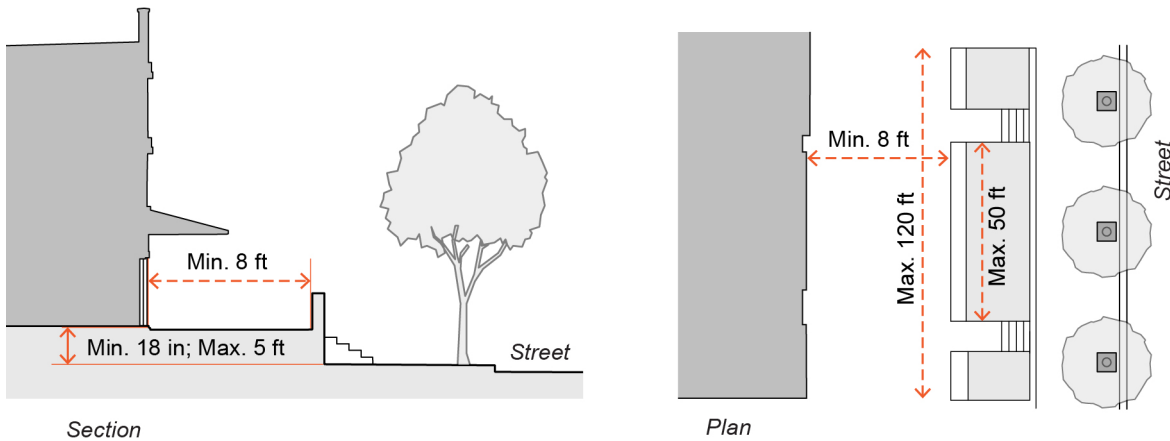 Min. 8 ft
Min. 18 in; Max. 5 ft
Street
Section
Min. 8 ft
Max. 120 ft
Max. 50 ft
Street
Plan